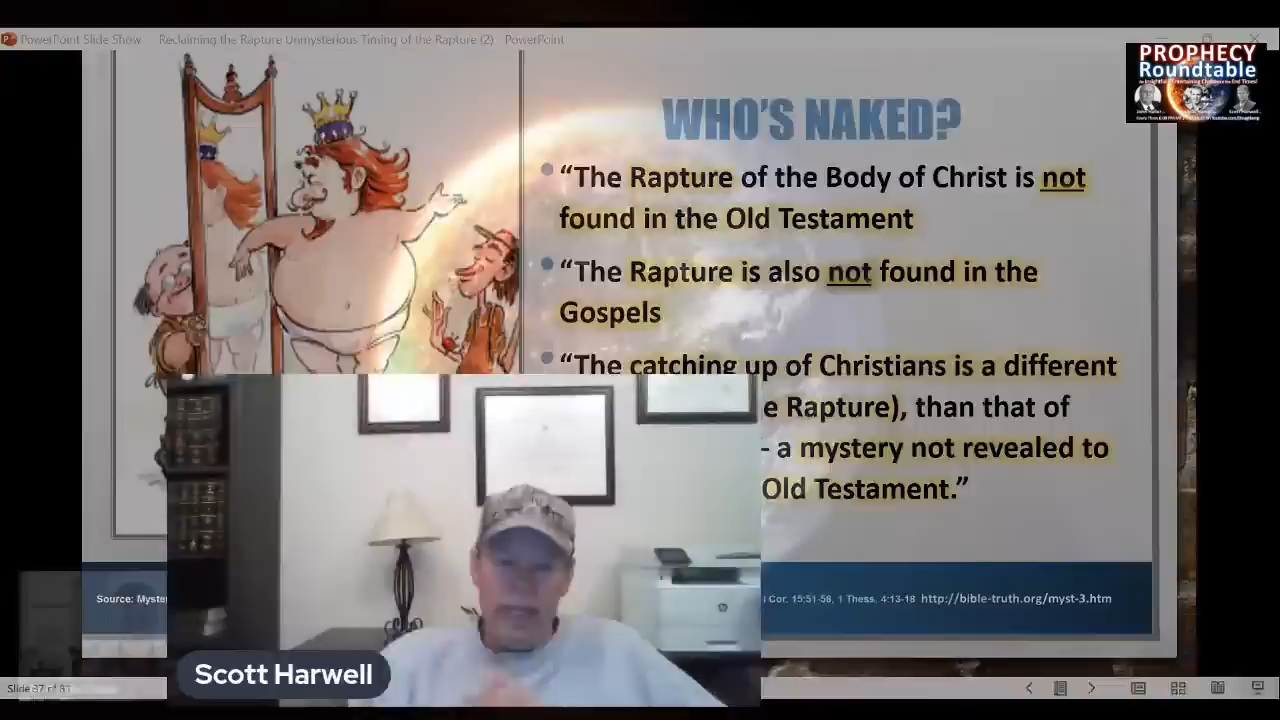 PowerPoint Slide Show Reclaiming the Rapture Unmysterious Timing of the Rapture (2) PowerPoint
PROPHECY
Roundtable
WHO'S NAKED?
“The Rapture of the Body of Christ is not
found in the Old Testament
“The Rapture is also not found in the
Gospels
“The catching up of Christians is a different
e Rapture), than that of
- a mystery not revealed to
Old Testament.”
Source: Myste
Cor. 15:51-58, 1 Thess. 4:13-18 http://bible-truth.org/myst-3.htm
Scott Harwell